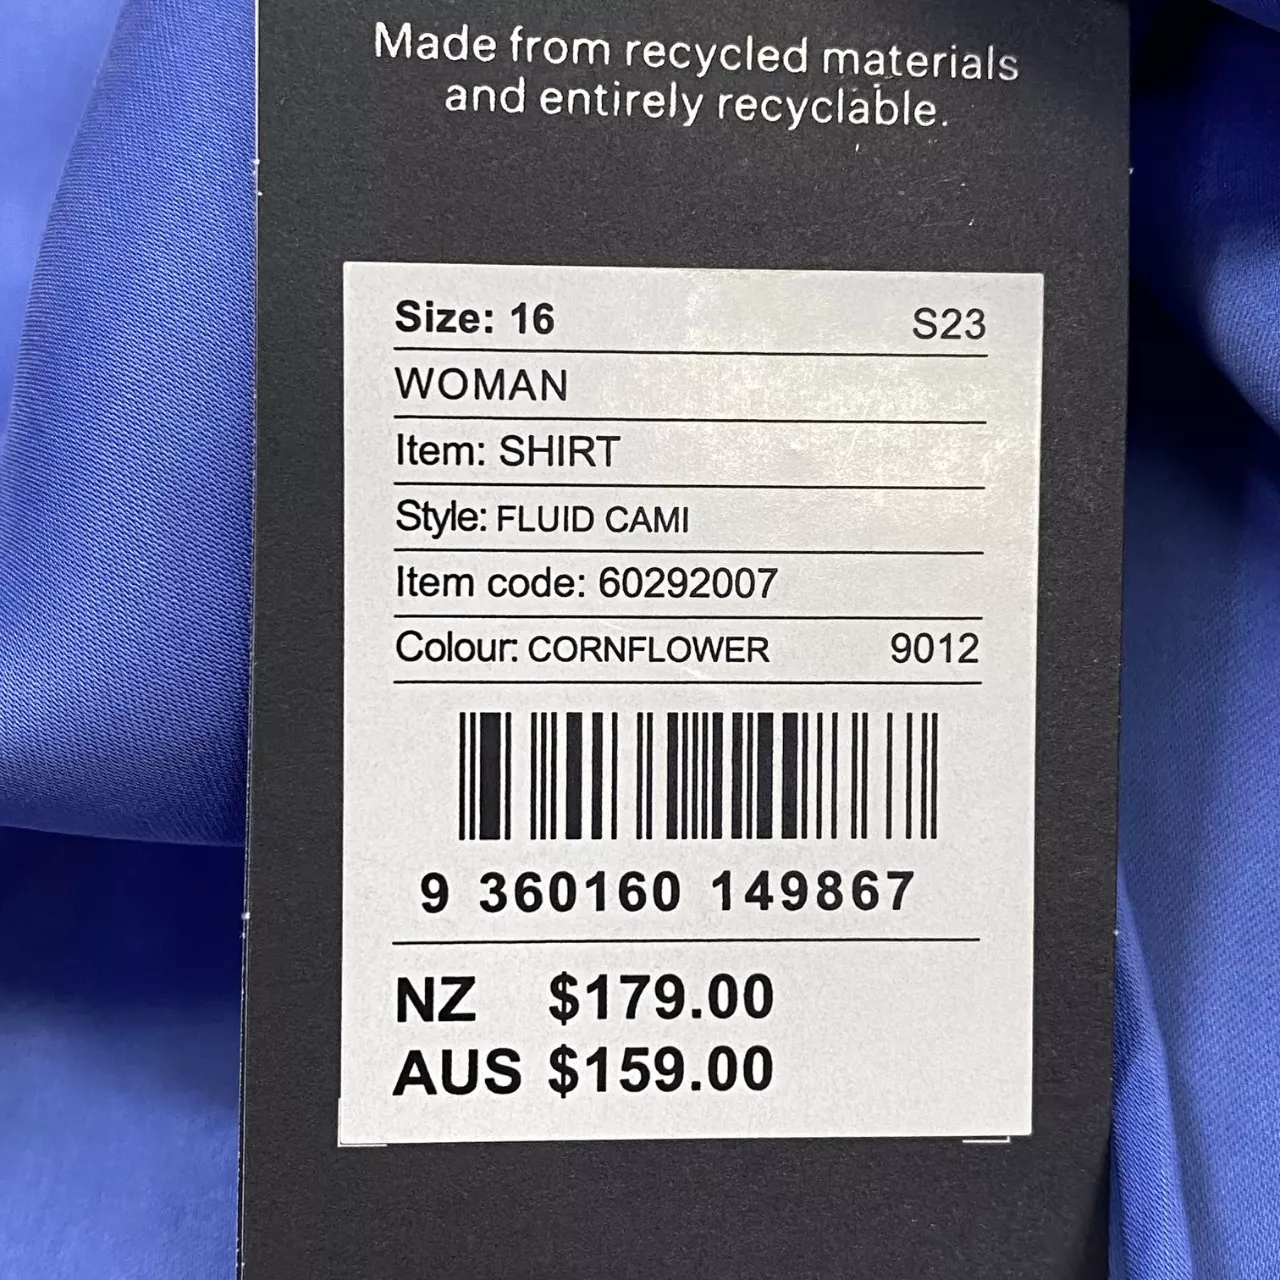 Made from recycled materials
and entirely recyclable.
Size: 16 S23
WOMAN
Item: SHIRT
Style: FLUID CAMI
Item code: 60292007
Colour: CORNFLOWER 9012
9 360160 149867
NZ $179.00
AUS $159.00